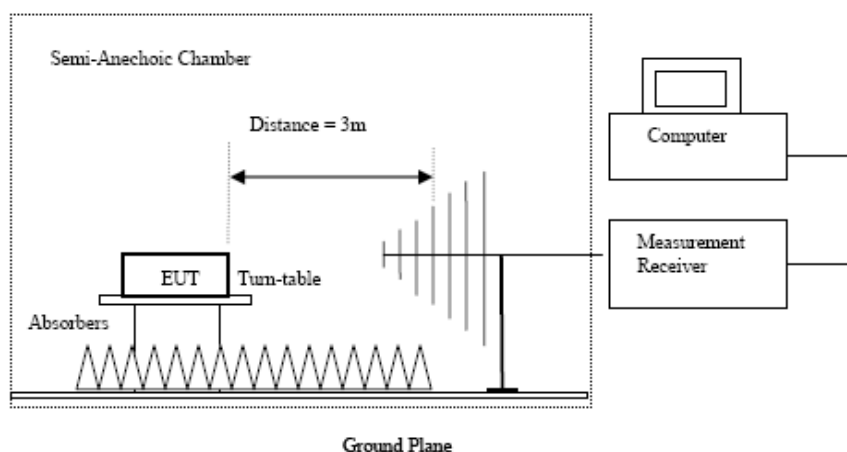 Semi-Anechoic Chamber
Distance = 3m
Computer
Measurement
Receiver
EUT
Turn-table
Absorbers
Ground Plane